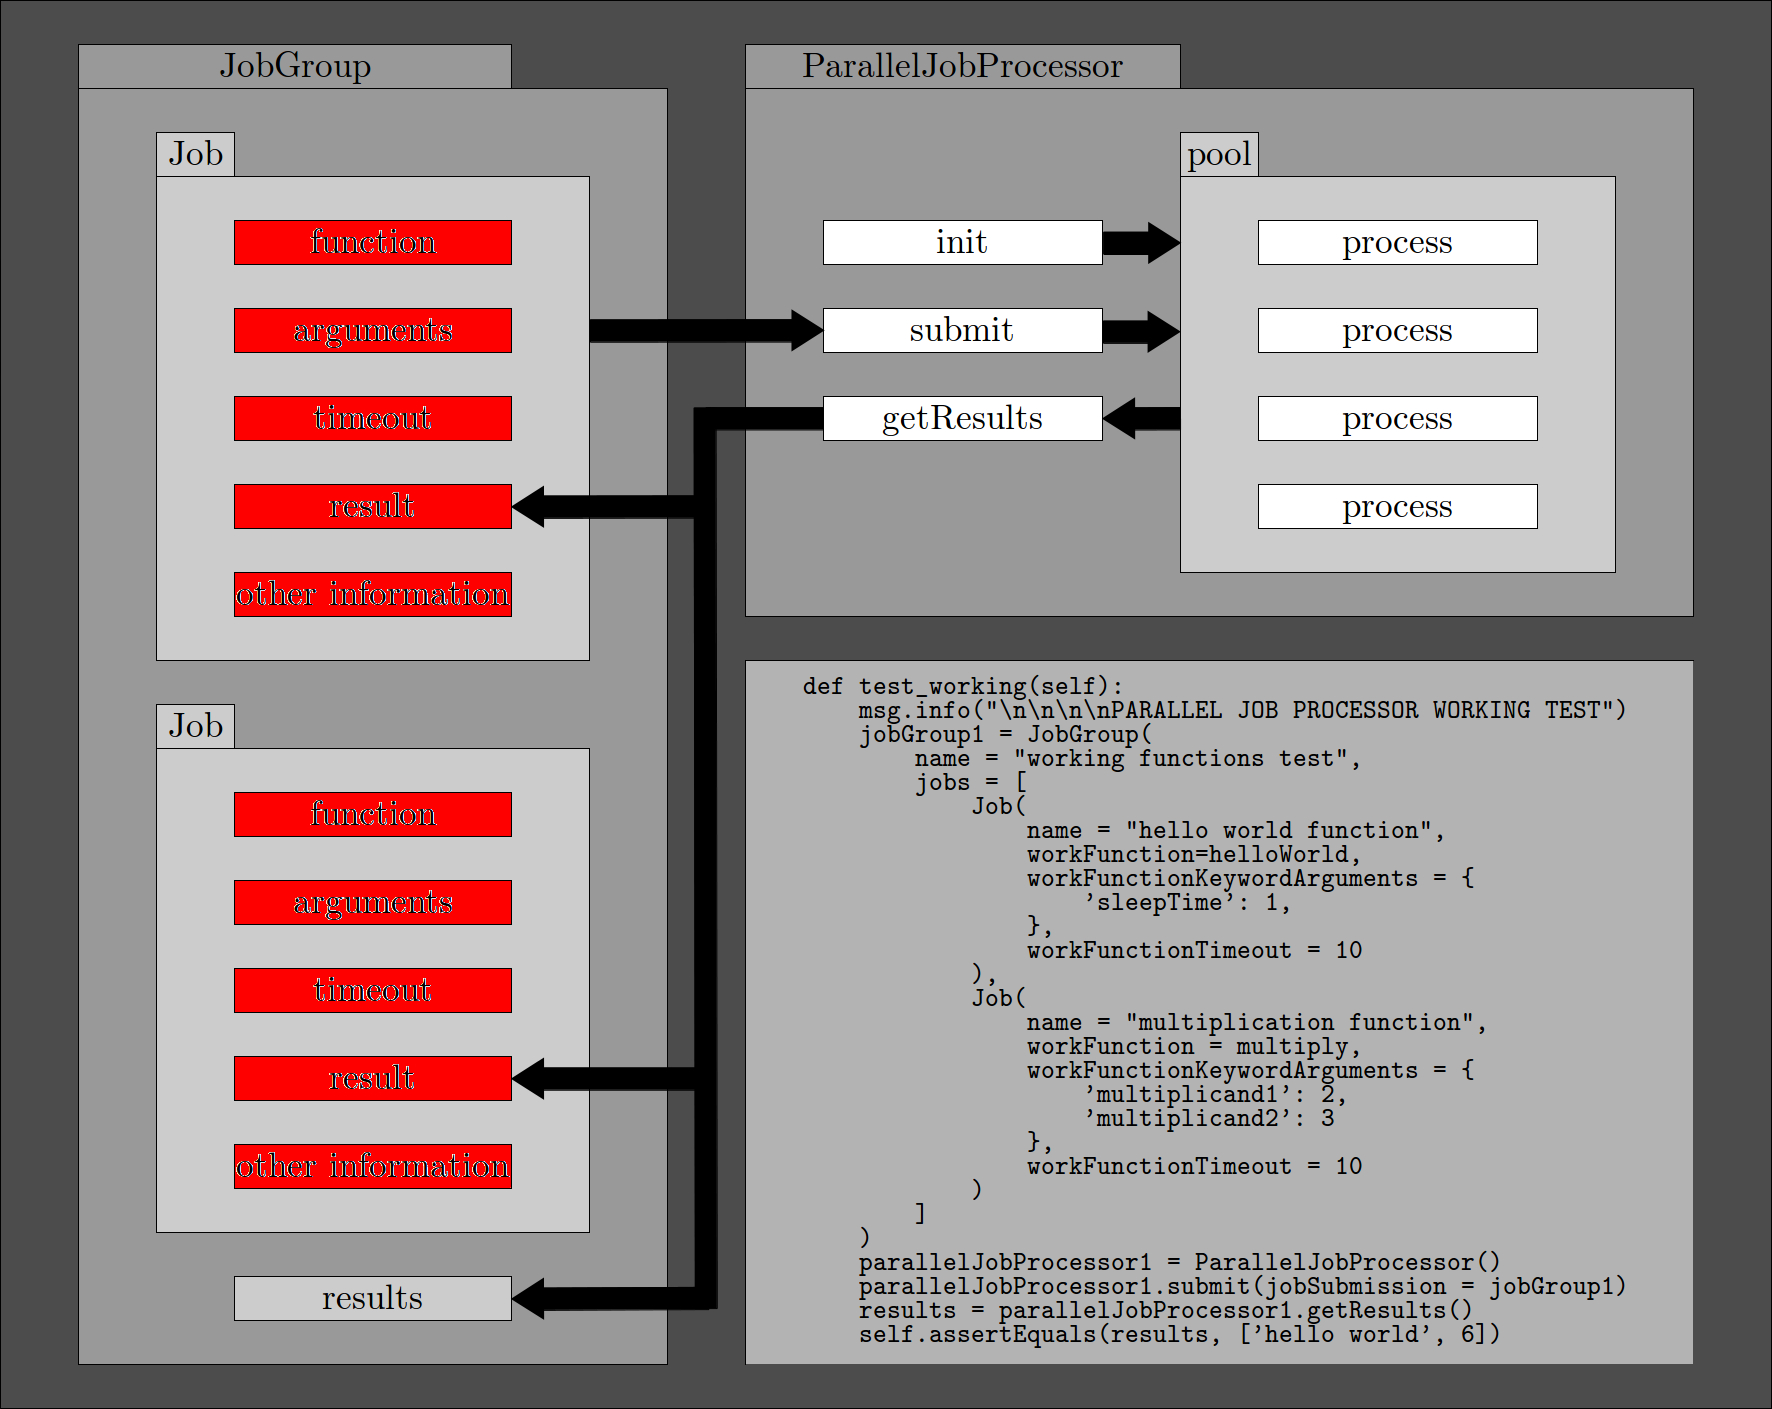 JobGroup
Job
function
arguments
timeout
result
other information
Job
function
arguments
timeout
result
other information
results
ParallelJobProcessor
init
submit
getResults
pool
process
process
process
process
def test_working(self):
    msg.info("\n\n\n\nPARALLEL JOB PROCESSOR WORKING TEST")
    jobGroup1 = JobGroup(
        name = "working functions test",
        jobs = [
            Job(
                name = "hello world function",
                workFunction=helloWorld,
                workFunctionKeywordArguments = {
                    'sleepTime': 1,
                },
                workFunctionTimeout = 10
            ),
            Job(
                name = "multiplication function",
                workFunction = multiply,
                workFunctionKeywordArguments = {
                    'multiplicand1': 2,
                    'multiplicand2': 3
                },
                workFunctionTimeout = 10
            )
        ]
    )
    parallelJobProcessor1 = ParallelJobProcessor()
    parallelJobProcessor1.submit(jobSubmission = jobGroup1)
    results = parallelJobProcessor1.getResults()
    self.assertEquals(results, ['hello world', 6])